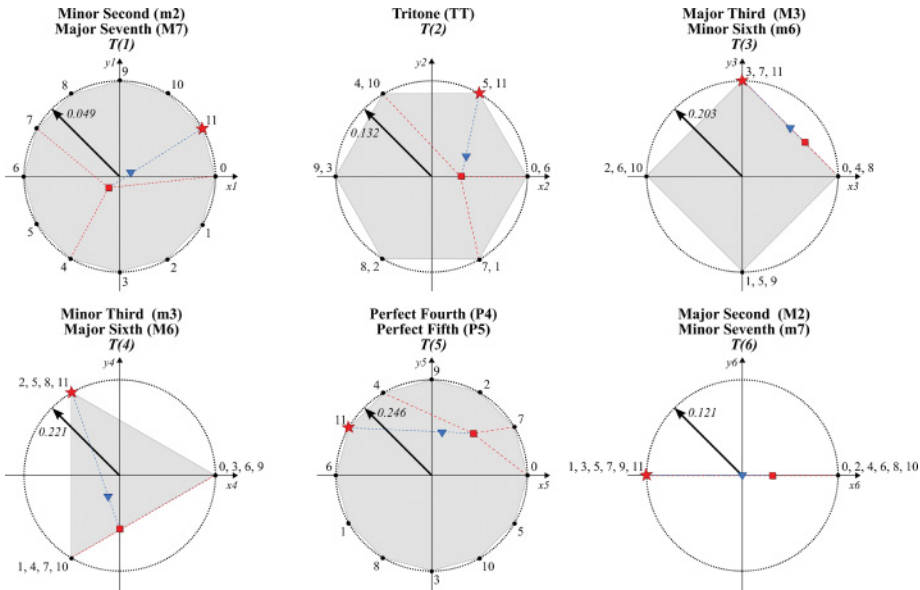 Minor Second (m2)
Major Seventh (M7)
T(1)
y1
9
8
10
0.049
7
11
6
0
x1
5
1
4
2
3
Tritone (TT)
T(2)
y2
4, 10
5, 11
0.132
9, 3
0, 6
x2
8, 2
7, 1
Major Third (M3)
Minor Sixth (m6)
T(3)
y3
3, 7, 11
0.203
2, 6, 10
0, 4, 8
x3
1, 5, 9
Minor Third (m3)
Major Sixth (M6)
T(4)
y4
2, 5, 8, 11
0.221
0, 3, 6, 9
x4
1, 4, 7, 10
Perfect Fourth (P4)
Perfect Fifth (P5)
T(5)
y5
9
4
2
0.246
11
7
6
0
x5
1
5
8
10
3
Major Second (M2)
Minor Seventh (m7)
T(6)
y6
0.121
1, 3, 5, 7, 9, 11
0, 2, 4, 6, 8, 10
x6